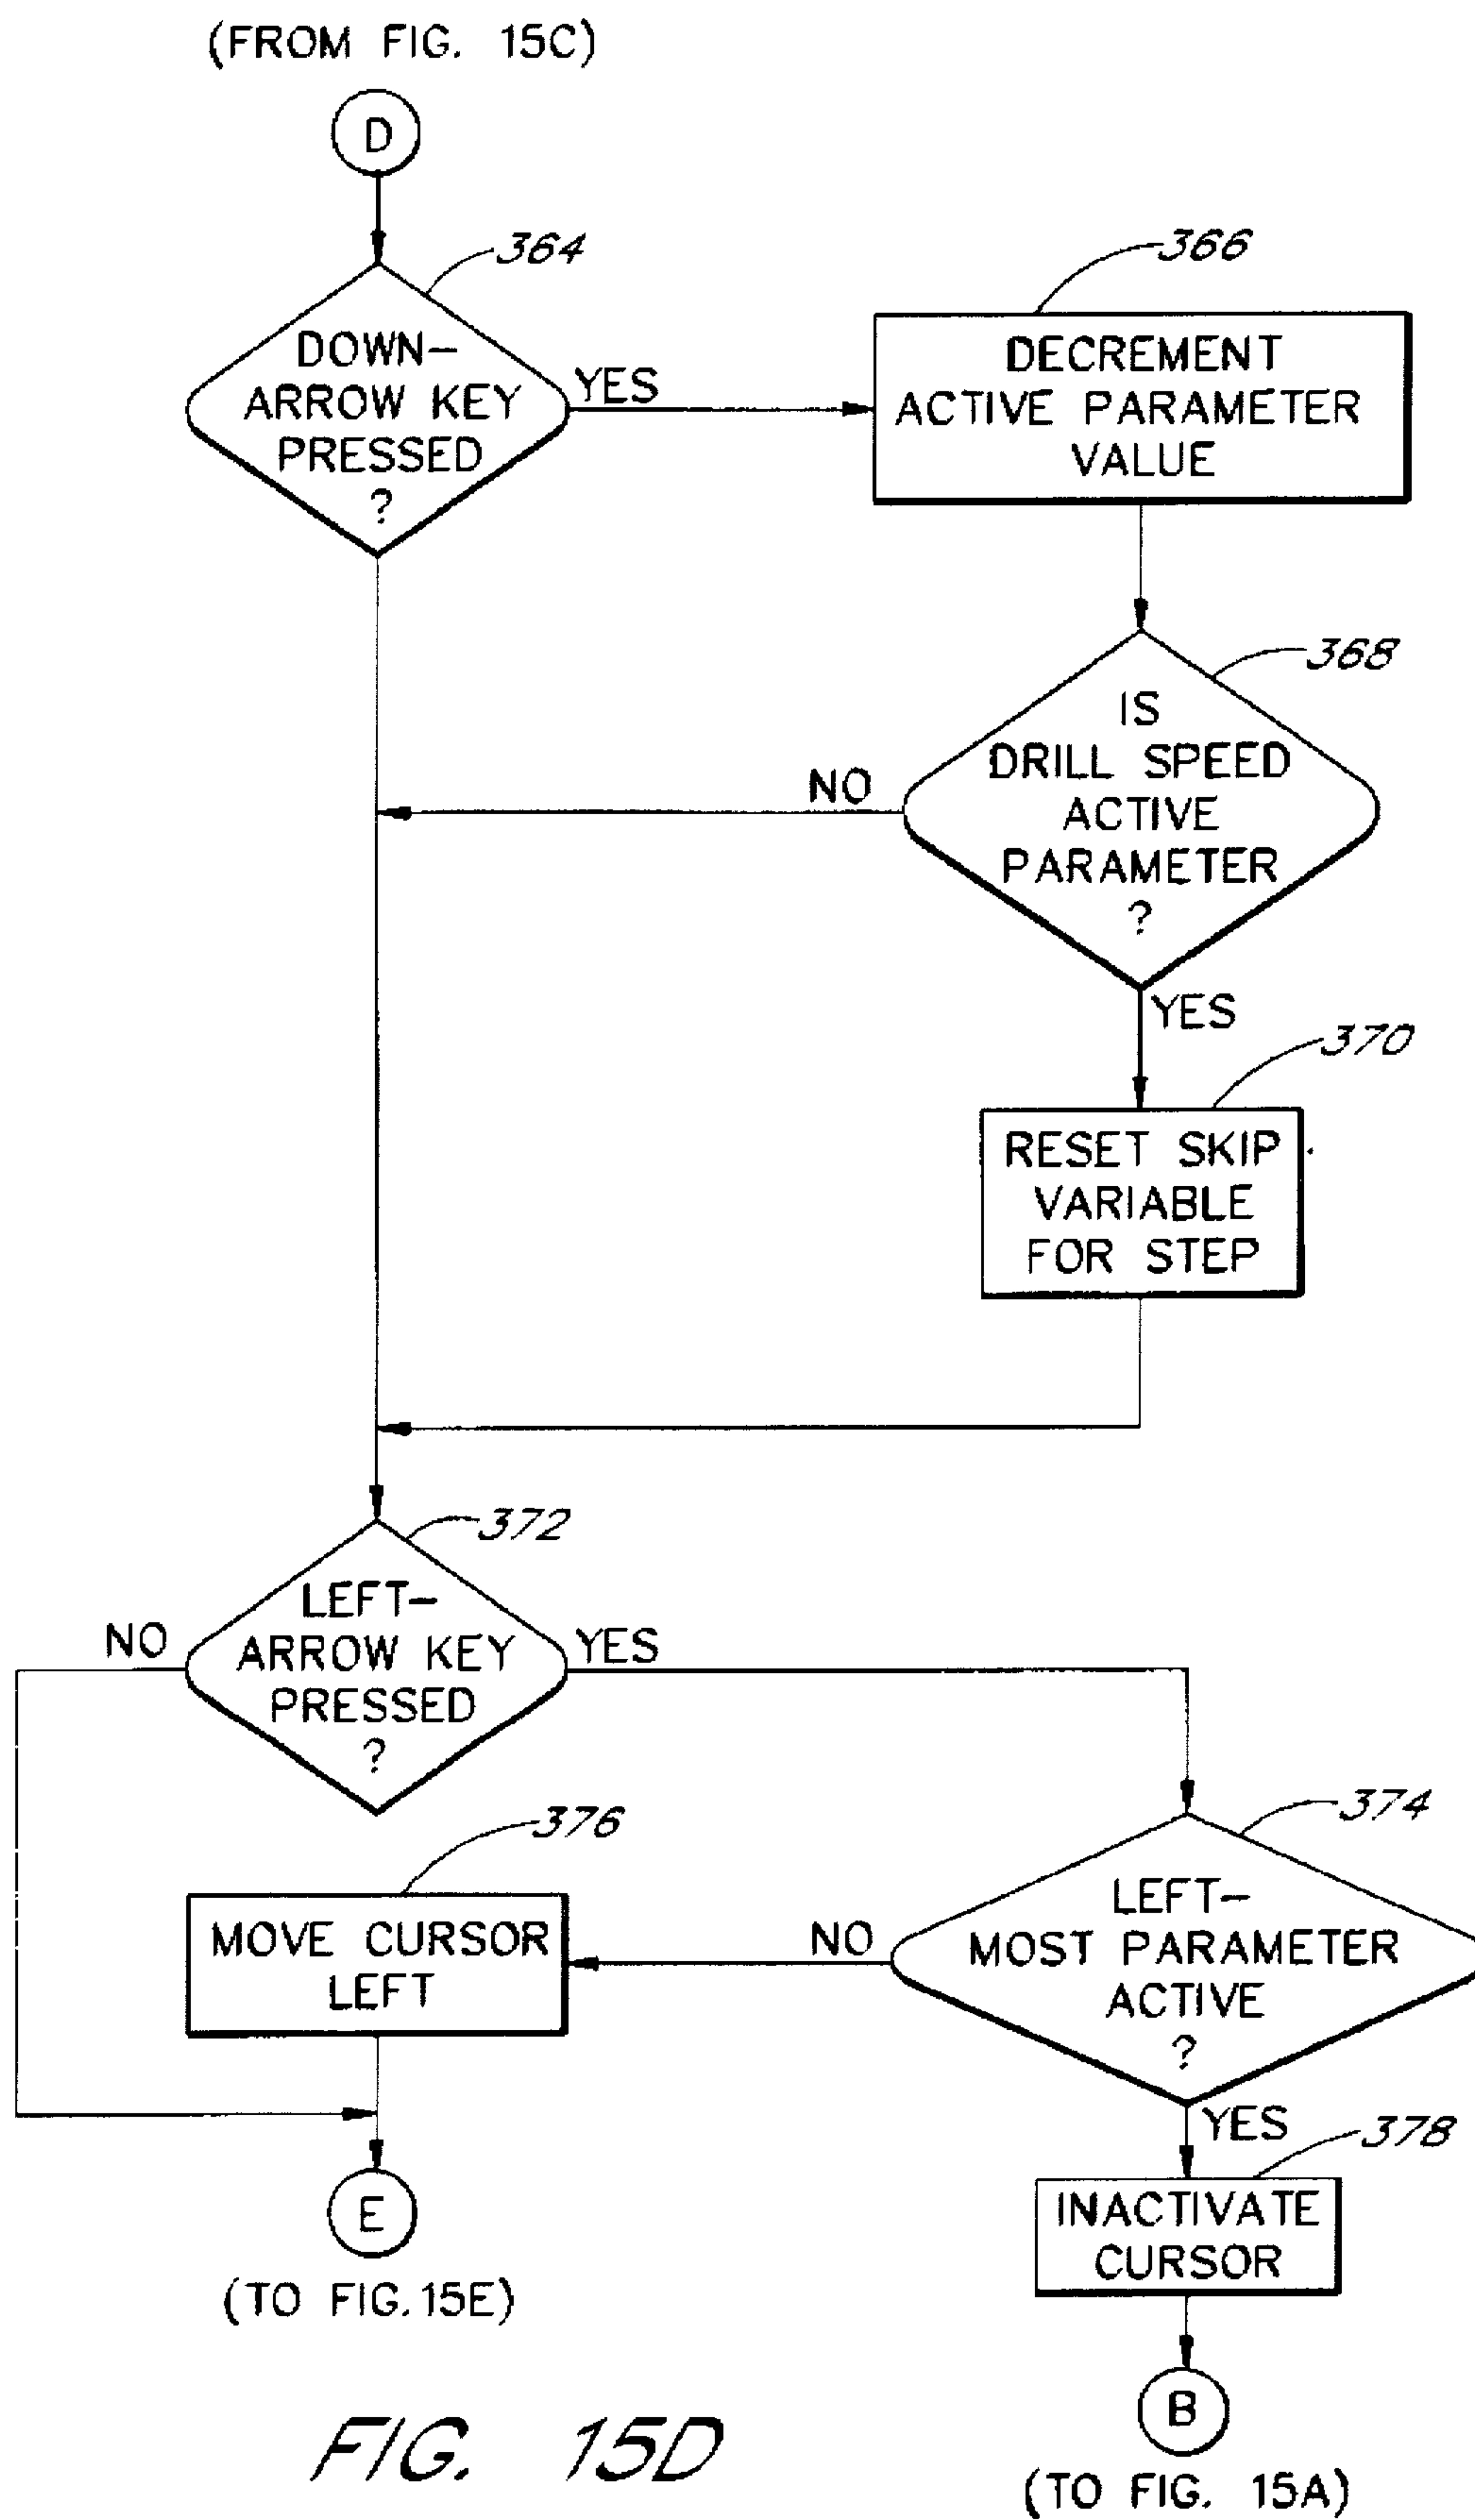 (FROM FIG. 15C)
D
364
DOWN-
ARROW KEY
PRESSED
?
YES
366
DECREMENT
ACTIVE PARAMETER
VALUE
368
IS
DRILL SPEED
ACTIVE
PARAMETER
?
NO
YES
370
RESET SKIP
VARIABLE
FOR STEP
372
LEFT-
ARROW KEY
PRESSED
?
NO
YES
374
LEFT-
MOST PARAMETER
ACTIVE
?
NO
376
MOVE CURSOR
LEFT
YES
378
INACTIVATE
CURSOR
E
(TO FIG. 15E)
B
(TO FIG. 15A)
FIG. 15D